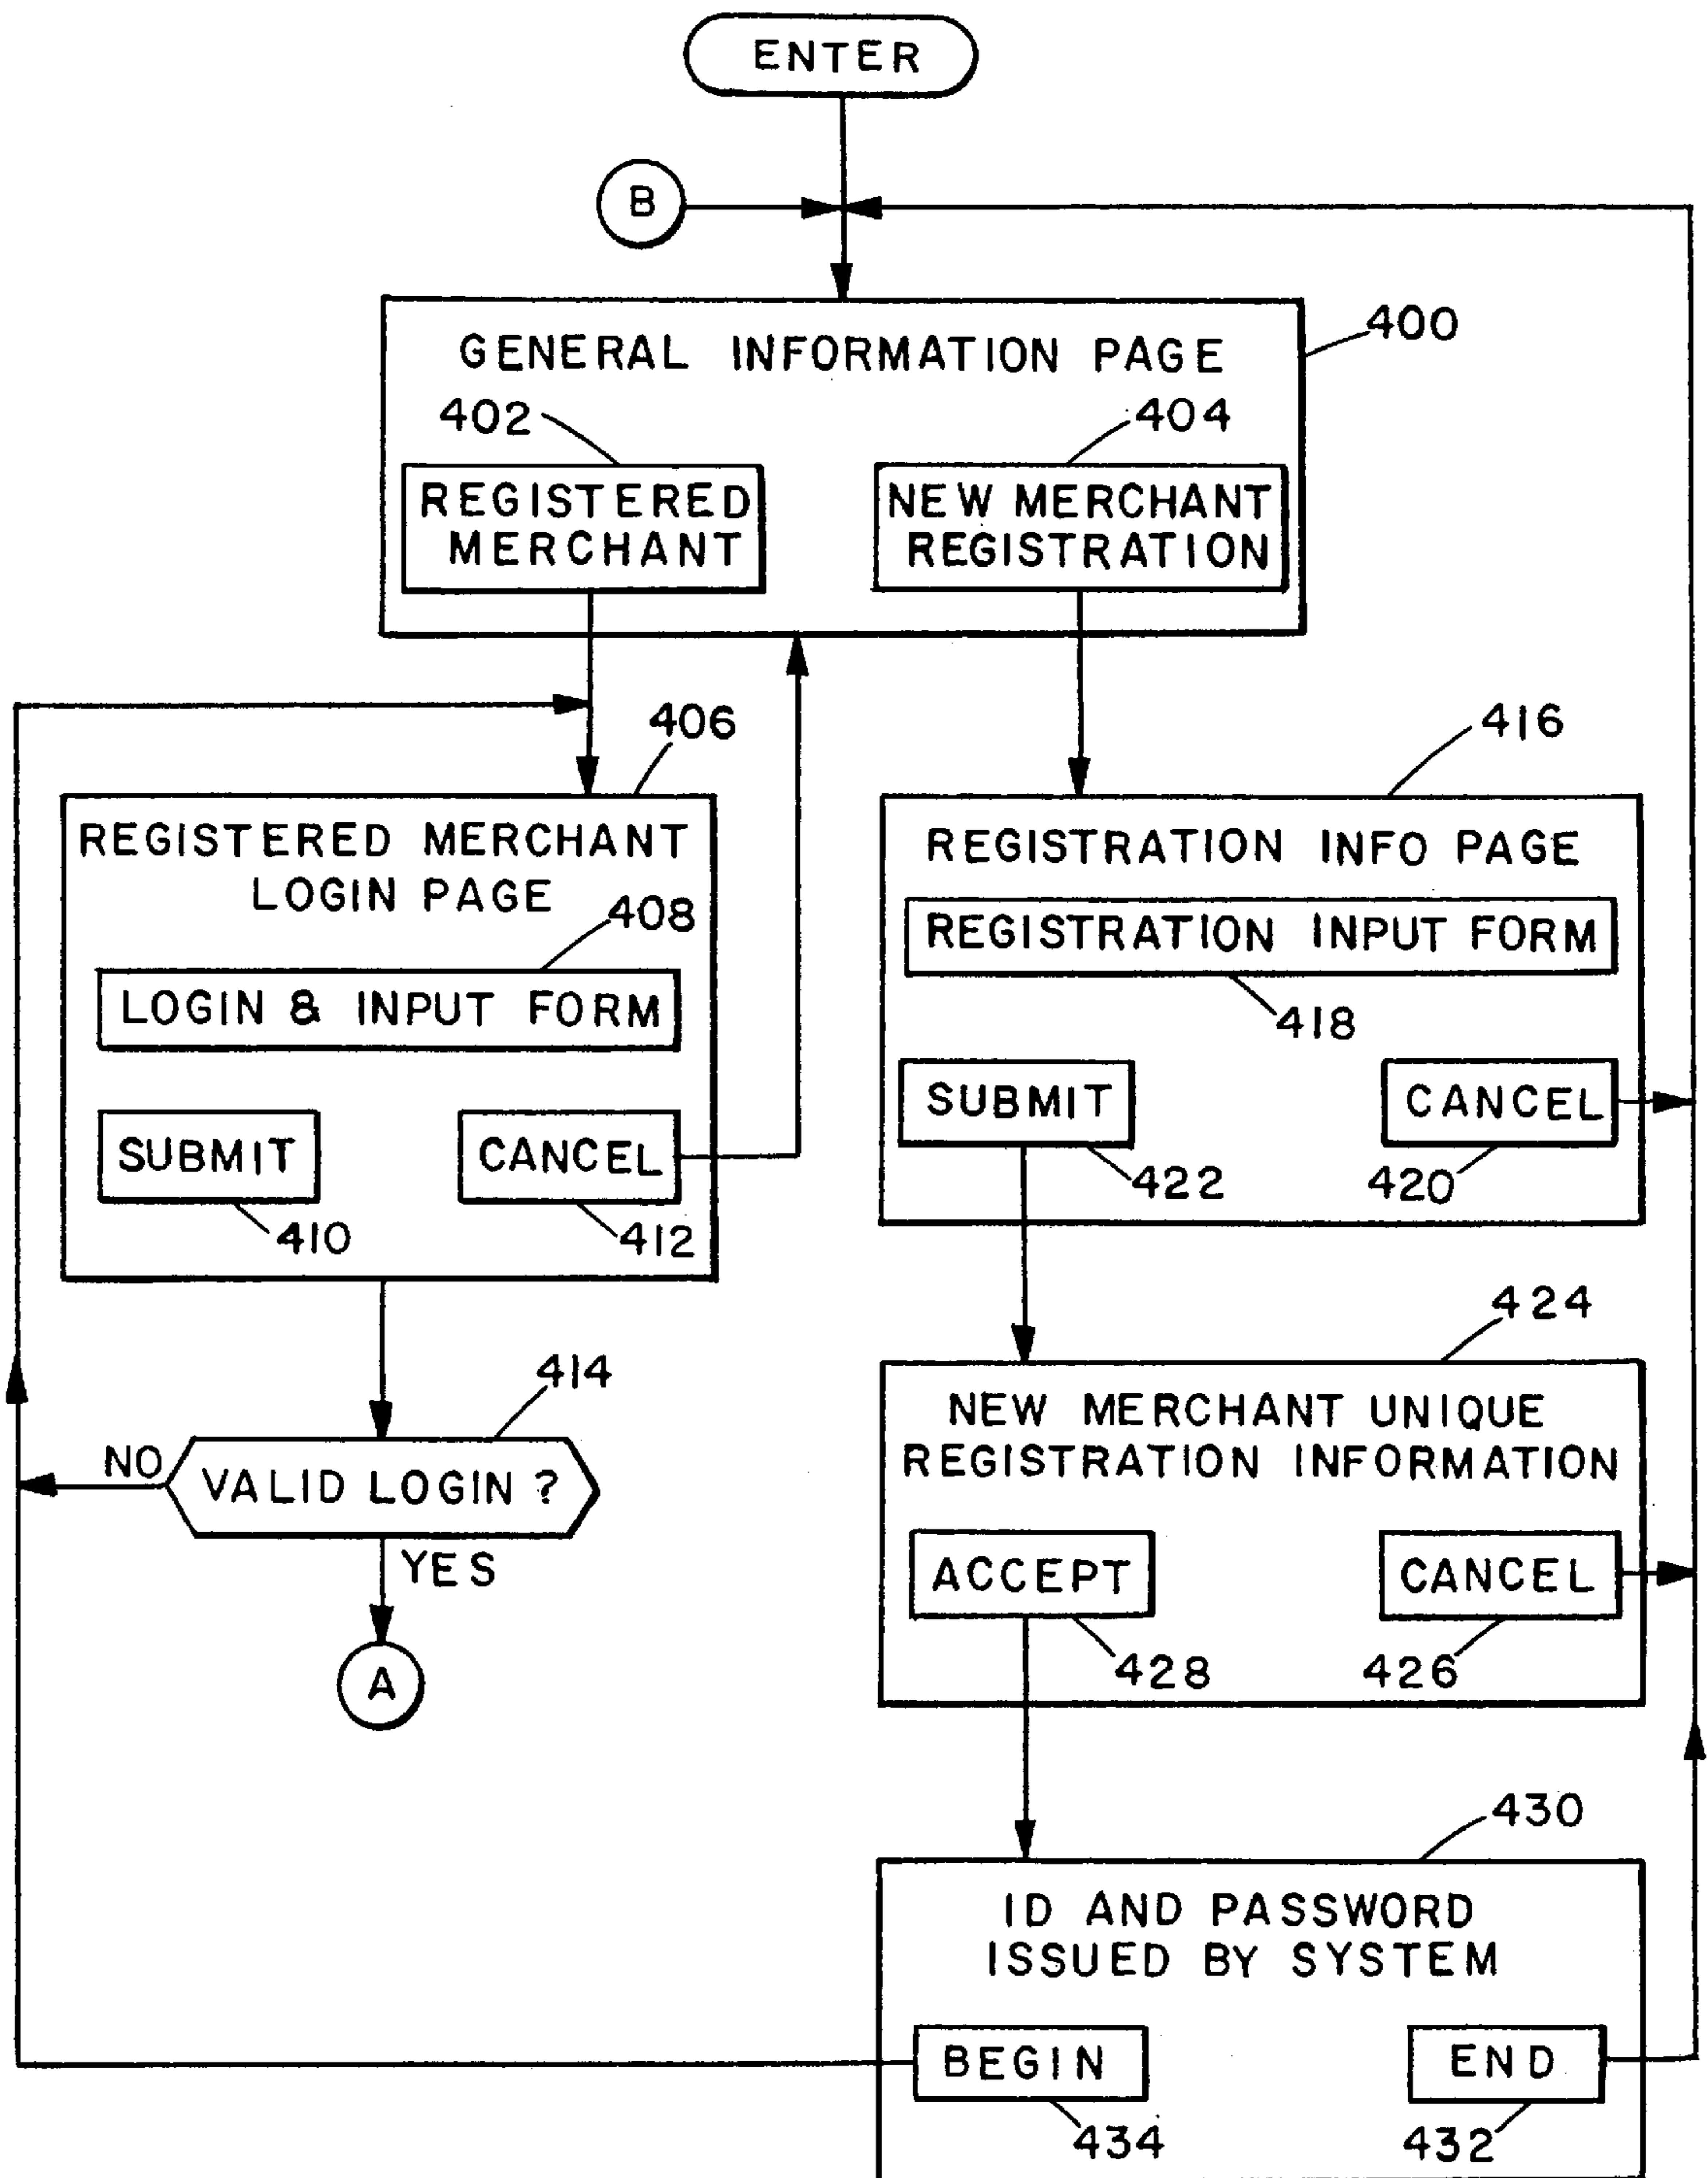 ENTER
B
GENERAL INFORMATION PAGE
400
402
404
REGISTERED
MERCHANT
NEW MERCHANT
REGISTRATION
406
REGISTERED MERCHANT
LOGIN PAGE
408
LOGIN & INPUT FORM
SUBMIT
CANCEL
410
412
414
VALID LOGIN ?
NO
YES
A
416
REGISTRATION INFO PAGE
REGISTRATION INPUT FORM
418
SUBMIT
CANCEL
422
420
424
NEW MERCHANT UNIQUE
REGISTRATION INFORMATION
ACCEPT
CANCEL
428
426
430
ID AND PASSWORD
ISSUED BY SYSTEM
BEGIN
END
434
432